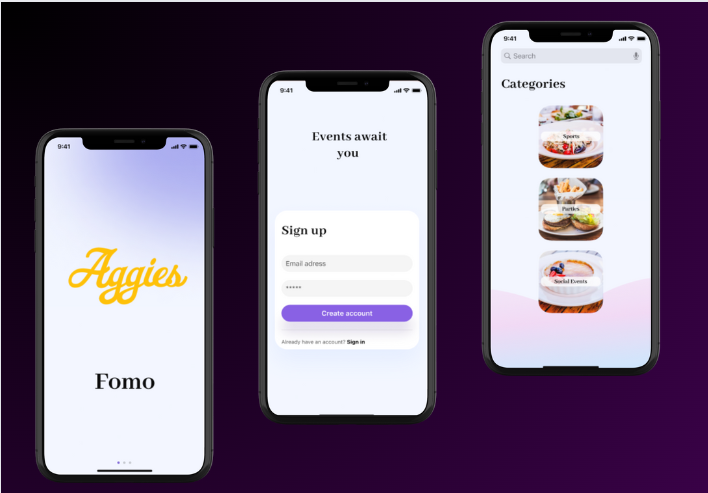 9:41
Aggies
Fomo
9:41
Events await
you
Sign up
Email adress
*****
Create account
Already have an account? Sign in
9:41
Search
Categories
Sports
Parties
Social Events